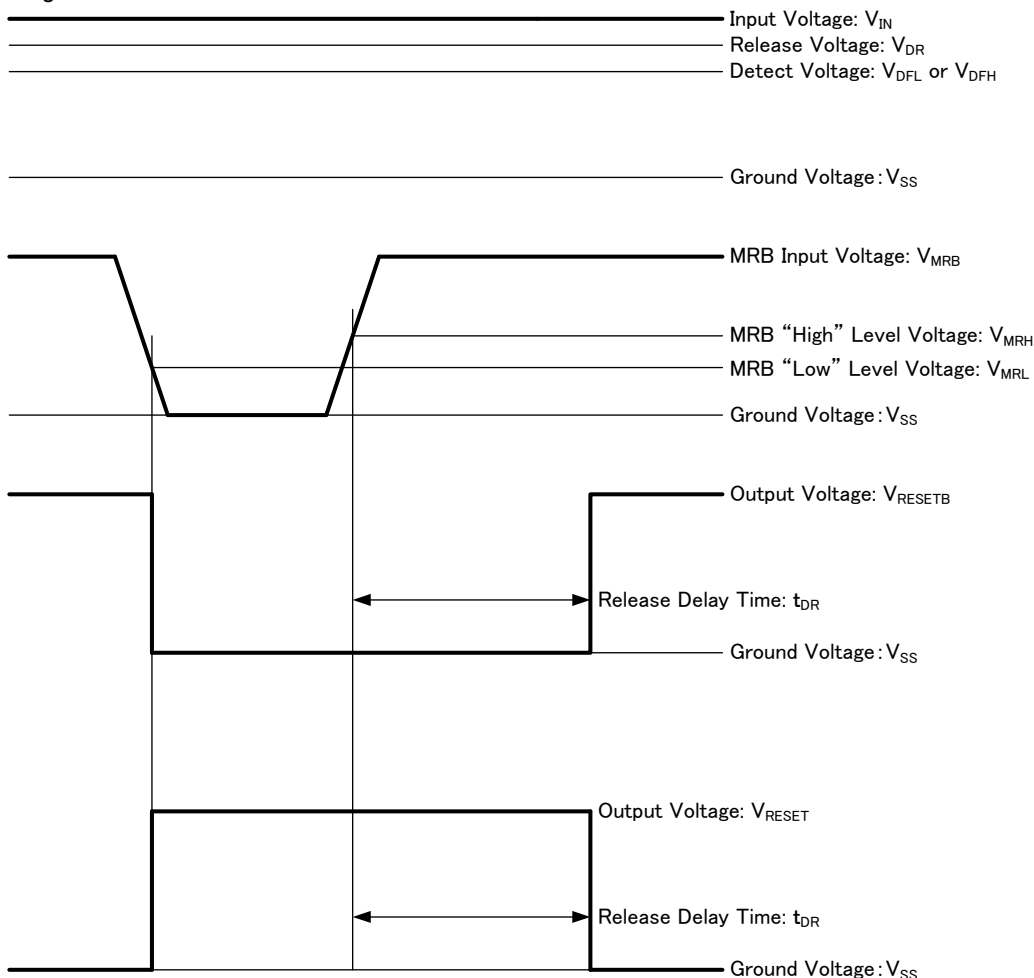 Input Voltage: VIN
Release Voltage: VDR
Detect Voltage: VDFL or VDFH
Ground Voltage: VSS
MRB Input Voltage: VMRB
MRB “High” Level Voltage: VMRH
MRB “Low” Level Voltage: VMRL
Ground Voltage: VSS
Output Voltage: VRESETB
Release Delay Time: tDR
Ground Voltage: VSS
Output Voltage: VRESET
Release Delay Time: tDR
Ground Voltage: VSS